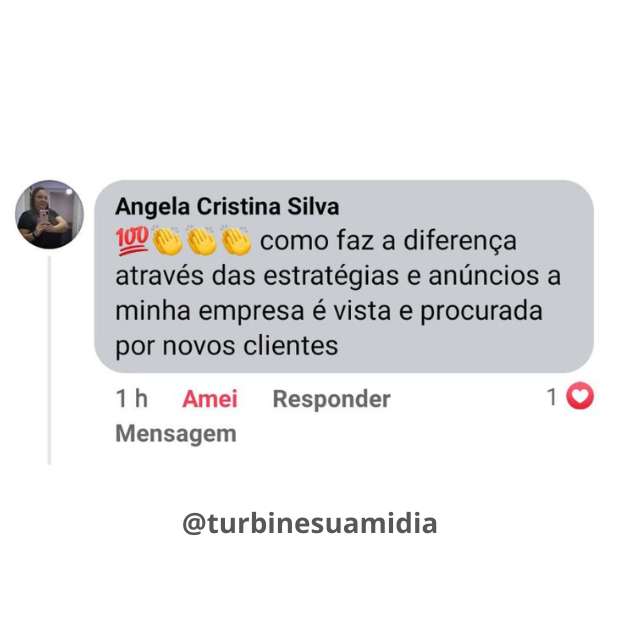 Angela Cristina Silva
💯👏👏👏 como faz a diferença
através das estratégias e anúncios a
minha empresa é vista e procurada
por novos clientes
1 h Amei Responder 1
Mensagem
@turbinesuamidia